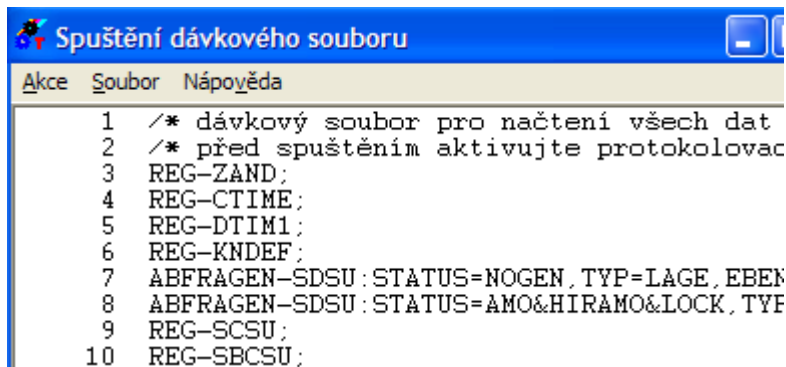 Spuštění dávkového souboru
Akce Soubor Nápověda
1 /* dávkový soubor pro načtení všech dat
2 /* před spuštěním aktivujte protokolovac
3 REG-ZAND;
4 REG-CTIME;
5 REG-DTIM1;
6 REG-KNDEF;
7 ABFRAGEN-SDSU:STATUS=NOGEN,TYP=LAGE,EBEN
8 ABFRAGEN-SDSU:STATUS=AMO&HIRAMO&LOCK,TYP
9 REG-SCSU;
10 REG-SBCSU;